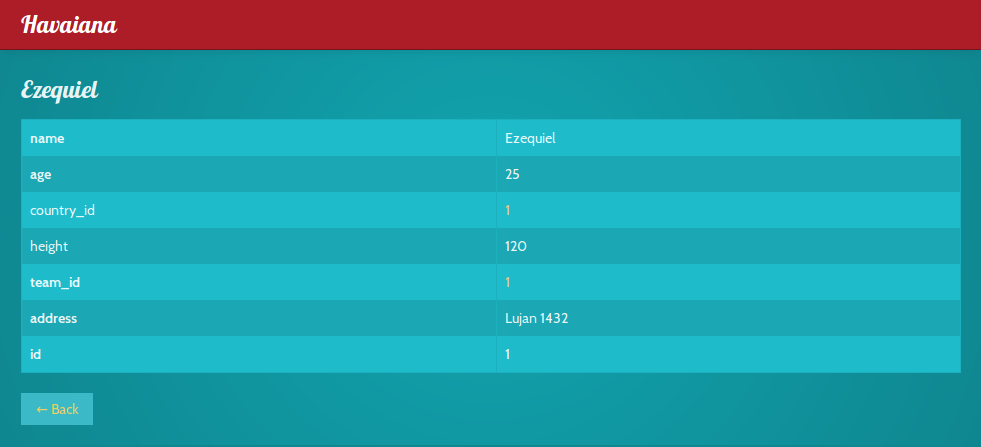 Havaiana
Ezequiel
name Ezequiel
age 25
country_id 1
height 120
team_id 1
address Lujan 1432
id 1
← Back